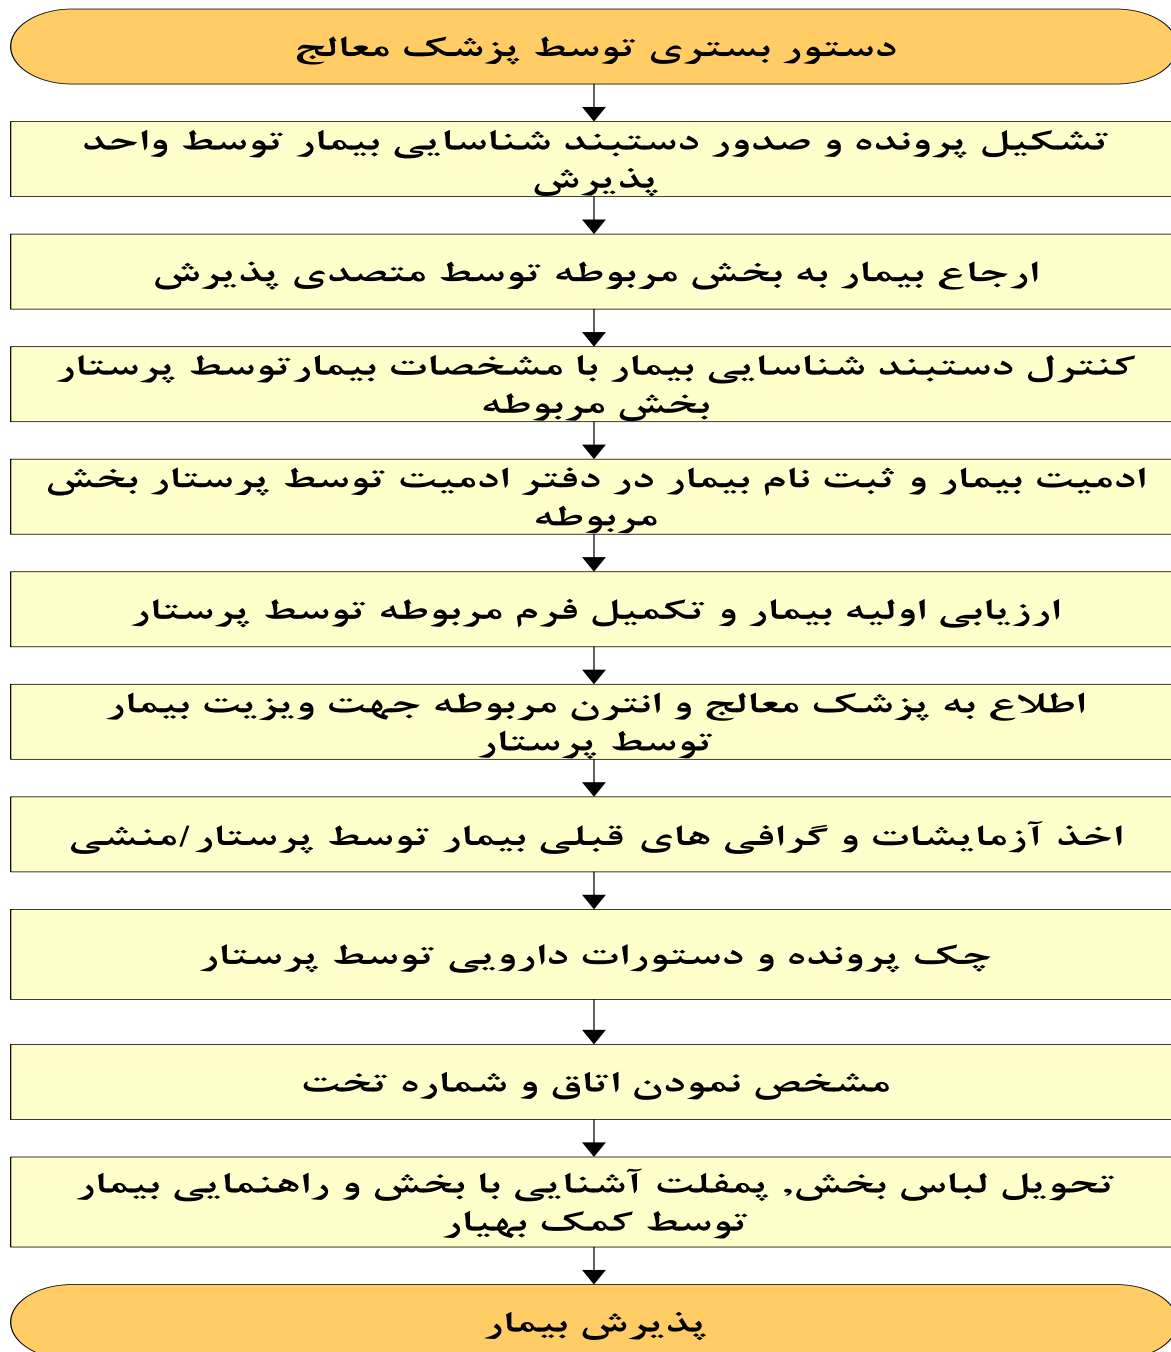 دستور بستری توسط پزشک معالج
تشکیل پرونده و صدور دستبند شناسایی بیمار توسط واحد
پذیرش
ارجاع بیمار به بخش مربوطه توسط متصدی پذیرش
کنترل دستبند شناسایی بیمار با مشخصات بیمارتوسط پرستار
بخش مربوطه
ادمیت بیمار و ثبت نام بیمار در دفتر ادمیت توسط پرستار بخش
مربوطه
ارزیابی اولیه بیمار و تکمیل فرم مربوطه توسط پرستار
اطلاع به پزشک معالج و انترن مربوطه جهت ویزیت بیمار
توسط پرستار
اخذ آزمایشات و گرافی های قبلی بیمار توسط پرستار/منشی
چک پرونده و دستورات دارویی توسط پرستار
مشخص نمودن اتاق و شماره تخت
تحویل لباس بخش, پمفلت آشنایی با بخش و راهنمایی بیمار
توسط کمک بهیار
پذیرش بیمار